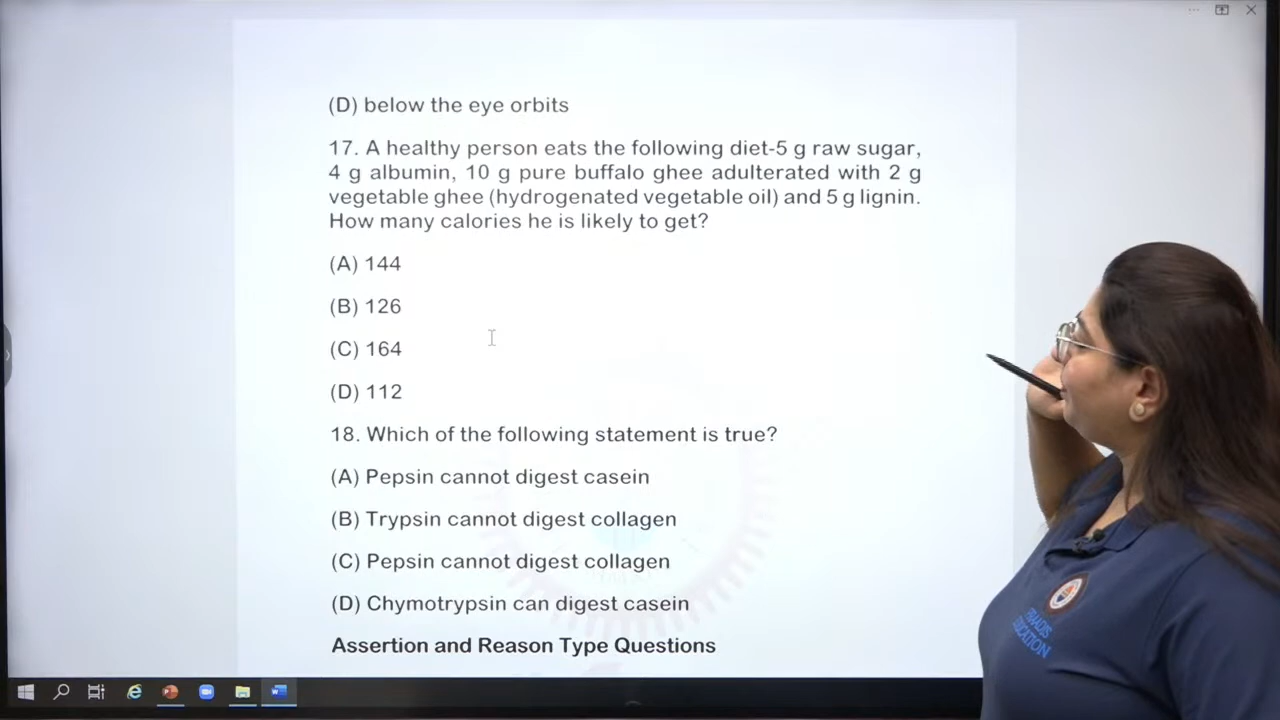 (D) below the eye orbits
17. A healthy person eats the following diet-5 g raw sugar,
4 g albumin, 10 g pure buffalo ghee adulterated with 2 g
vegetable ghee (hydrogenated vegetable oil) and 5 g lignin.
How many calories he is likely to get?
(A) 144
(B) 126
(C) 164
(D) 112
18. Which of the following statement is true?
(A) Pepsin cannot digest casein
(B) Trypsin cannot digest collagen
(C) Pepsin cannot digest collagen
(D) Chymotrypsin can digest casein
Assertion and Reason Type Questions